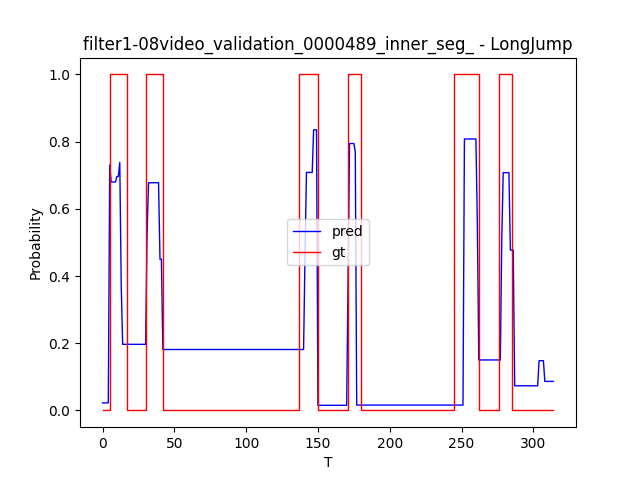 filter1-08video_validation_0000489_inner_seg_ - LongJump
1.0
0.8
0.6
0.4
0.2
0.0
Probability
pred
gt
0 50 100 150 200 250 300
T